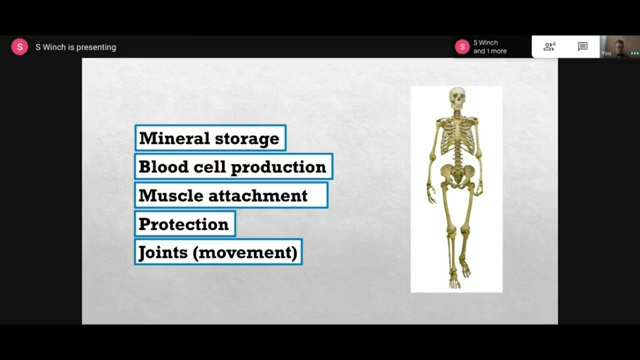 S
S Winch is presenting
S
S Winch
and 1 more
You
Mineral storage
Blood cell production
Muscle attachment
Protection
Joints (movement)